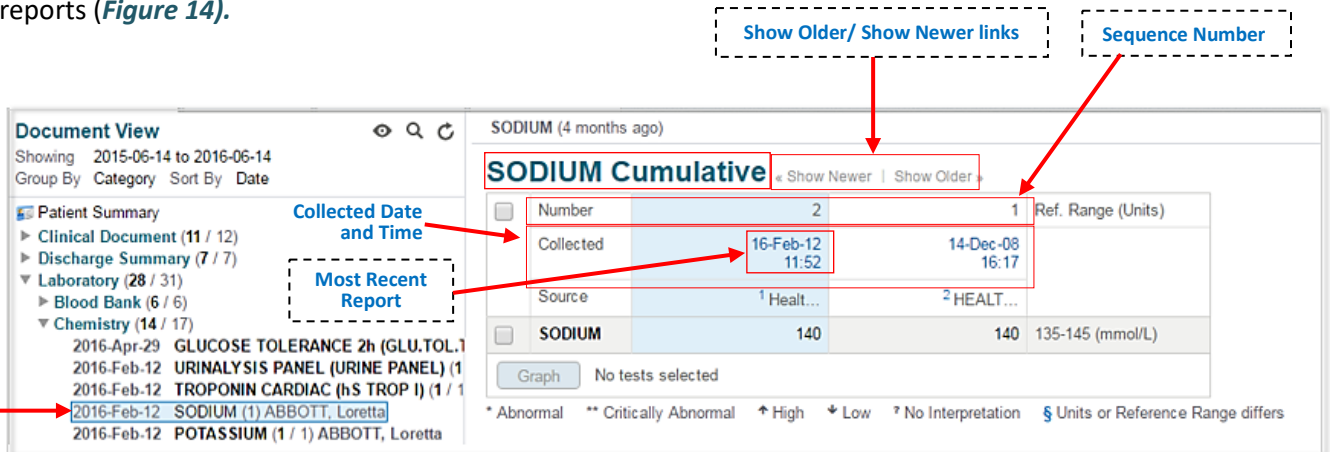 reports (Figure 14).
Show Older/ Show Newer links
Sequence Number
Document View
Showing 2015-06-14 to 2016-06-14
Group By Category Sort By Date
Patient Summary
Clinical Document (11 / 12)
Discharge Summary (7 / 7)
Laboratory (28 / 31)
Blood Bank (6 / 6)
Chemistry (14 / 17)
2016-Apr-29 GLUCOSE TOLERANCE 2h (GLU.TOL.
2016-Feb-12 URINALYSIS PANEL (URINE PANEL) (1
2016-Feb-12 TROPONIN CARDIAC (hS TROP I) (1 / 1
2016-Feb-12 SODIUM (1) ABBOTT, Loretta
2016-Feb-12 POTASSIUM (1 / 1) ABBOTT, Loretta
Collected Date
and Time
Most Recent
Report
SODIUM (4 months ago)
SODIUM Cumulative « Show Newer | Show Older »
Number 2 1 Ref. Range (Units)
Collected 16-Feb-12 14-Dec-08
11:52 16:17
Source 1 Healt... 2 HEALT...
SODIUM 140 140 135-145 (mmol/L)
Graph No tests selected
* Abnormal ** Critically Abnormal ↑ High ↓ Low ? No Interpretation § Units or Reference Range differs